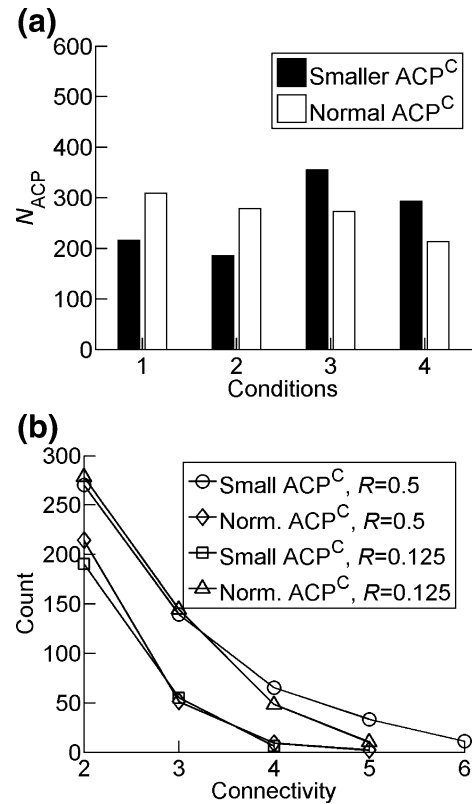 (a)
600
500
400
300
200
100
0
N_ACP
Smaller ACP^C
Normal ACP^C
1 2 3 4
Conditions
(b)
300
250
200
150
100
50
0
Count
Small ACP^C, R=0.5
Norm. ACP^C, R=0.5
Small ACP^C, R=0.125
Norm. ACP^C, R=0.125
2 3 4 5 6
Connectivity